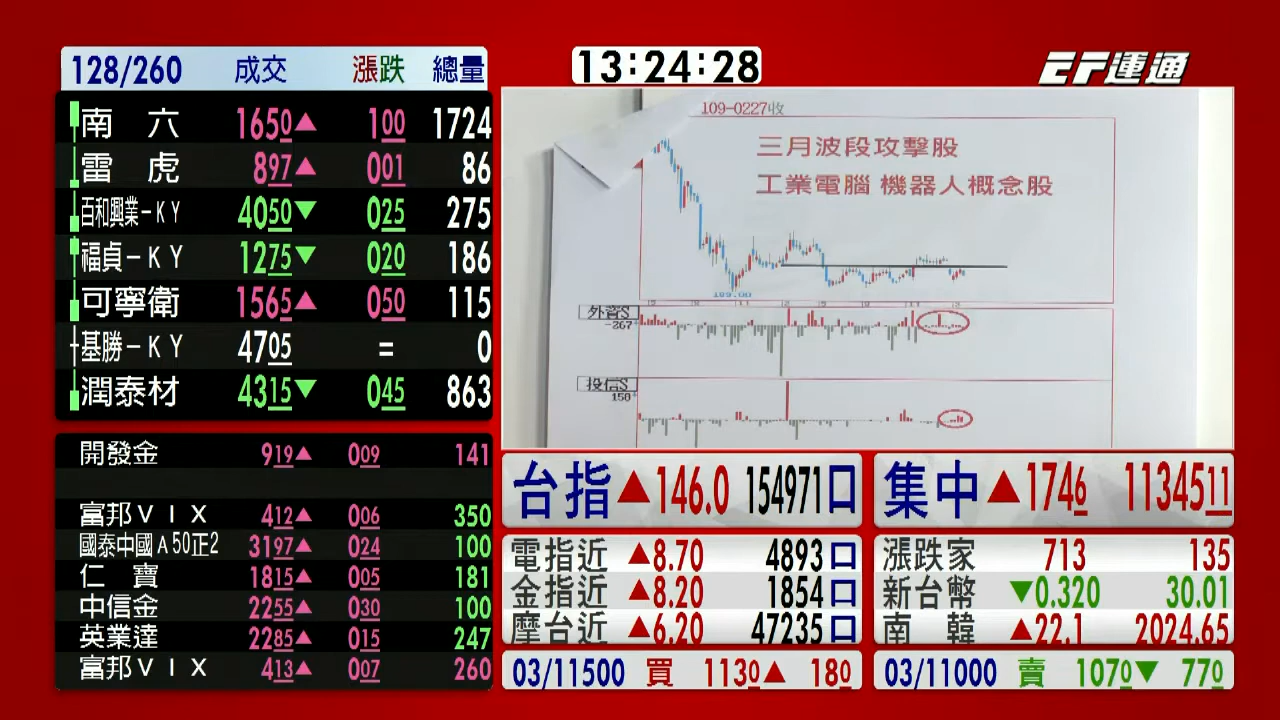 128/260 成交 漲跌 總量
13:24:28
EF運通
南六 1650▲ 100 1724
雷虎 897▲ 001 86
百和興業-KY 4050▼ 025 275
福貞-KY 1275▼ 020 186
可寧衛 1565▲ 050 115
基勝-KY 4705 = 0
潤泰材 4315▼ 045 863
開發金 919▲ 009 141
富邦VIX 412▲ 006 350
國泰中國A50正2 3197▲ 024 100
仁寶 1815▲ 005 181
中信金 2255▲ 030 100
英業達 2285▲ 015 247
富邦VIX 413▲ 007 260
109-0227收
三月波段攻擊股
工業電腦 機器人概念股
189.00
外資S
-267
投信S
150
台指▲146.0 154971口
電指近 ▲8.70 4893口
金指近 ▲8.20 1854口
摩台近 ▲6.20 47235口
03/11500 買 1130▲ 180
集中▲1746 1134511
漲跌家 713 135
新台幣 ▼0.320 30.01
南韓 ▲22.1 2024.65
03/11000 賣 1070▼ 770